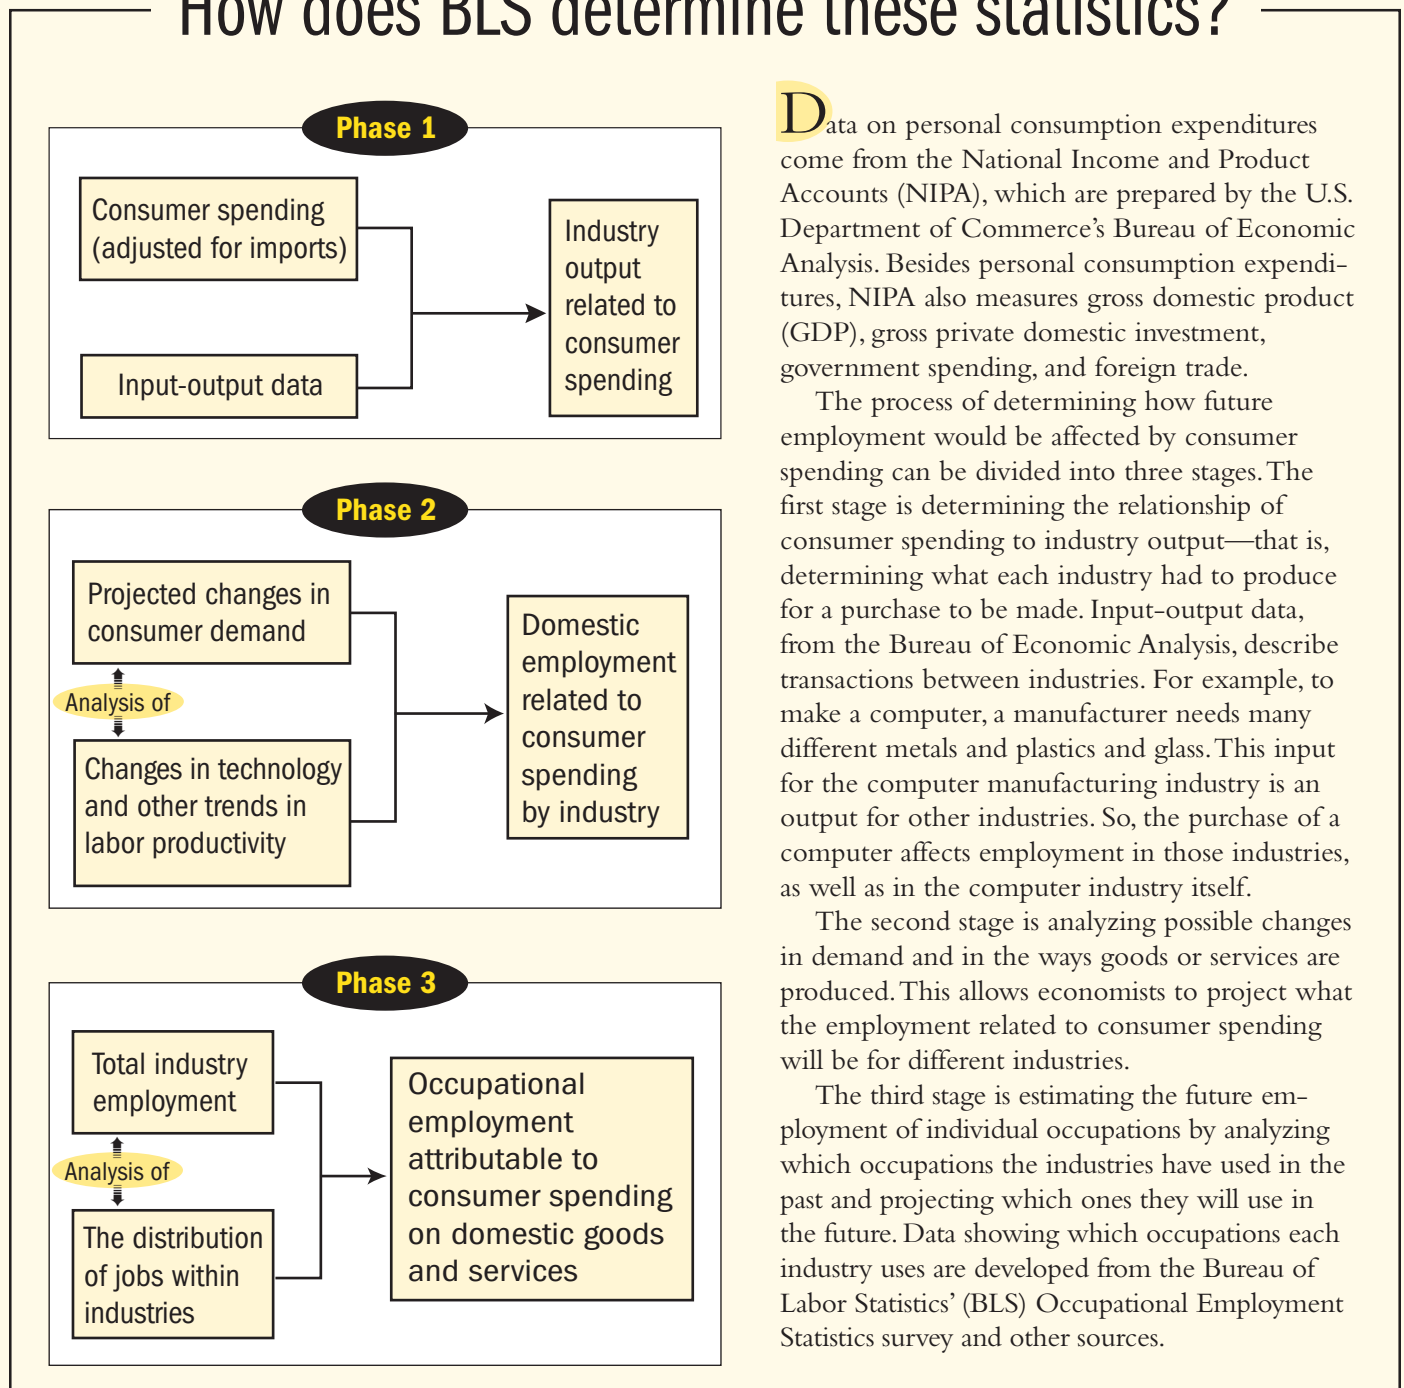 How does BLS determine these statistics?
Phase 1
Consumer spending
(adjusted for imports)
Input-output data
Industry
output
related to
consumer
spending
Phase 2
Projected changes in
consumer demand
Analysis of
Changes in technology
and other trends in
labor productivity
Domestic
employment
related to
consumer
spending
by industry
Phase 3
Total industry
employment
Analysis of
The distribution
of jobs within
industries
Occupational
employment
attributable to
consumer spending
on domestic goods
and services
Data on personal consumption expenditures
come from the National Income and Product
Accounts (NIPA), which are prepared by the U.S.
Department of Commerce’s Bureau of Economic
Analysis. Besides personal consumption expendi-
tures, NIPA also measures gross domestic product
(GDP), gross private domestic investment,
government spending, and foreign trade.
The process of determining how future
employment would be affected by consumer
spending can be divided into three stages. The
first stage is determining the relationship of
consumer spending to industry output—that is,
determining what each industry had to produce
for a purchase to be made. Input-output data,
from the Bureau of Economic Analysis, describe
transactions between industries. For example, to
make a computer, a manufacturer needs many
different metals and plastics and glass. This input
for the computer manufacturing industry is an
output for other industries. So, the purchase of a
computer affects employment in those industries,
as well as in the computer industry itself.
The second stage is analyzing possible changes
in demand and in the ways goods or services are
produced. This allows economists to project what
the employment related to consumer spending
will be for different industries.
The third stage is estimating the future em-
ployment of individual occupations by analyzing
which occupations the industries have used in the
past and projecting which ones they will use in
the future. Data showing which occupations each
industry uses are developed from the Bureau of
Labor Statistics’ (BLS) Occupational Employment
Statistics survey and other sources.